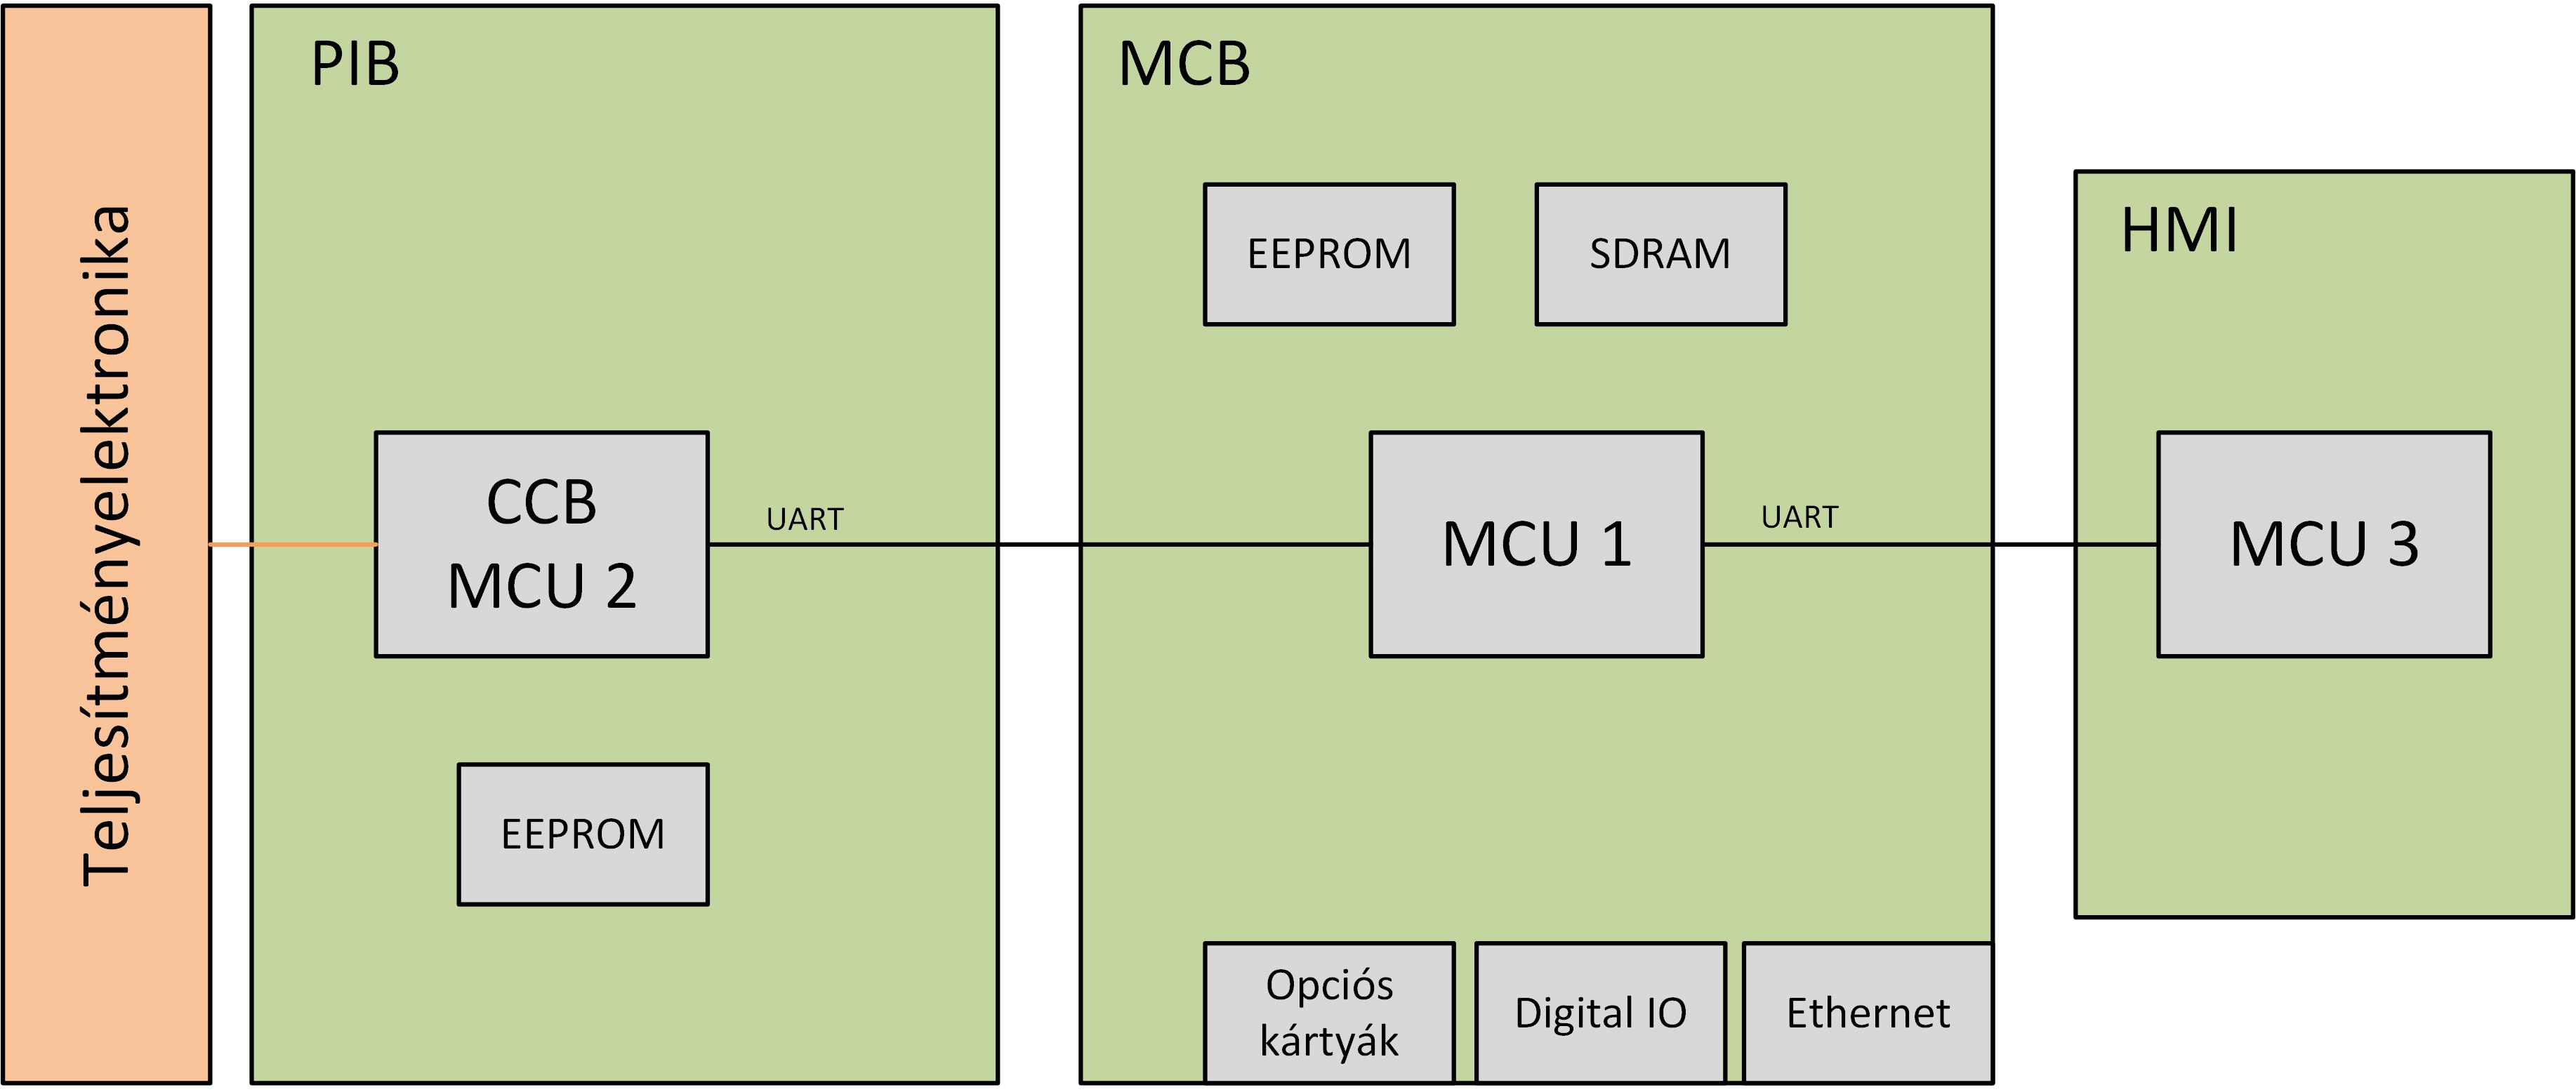 Teljesítményelektronika
PIB
CCB
MCU 2
UART
EEPROM
MCB
EEPROM
SDRAM
MCU 1
UART
Opciós
kártyák
Digital IO
Ethernet
HMI
MCU 3